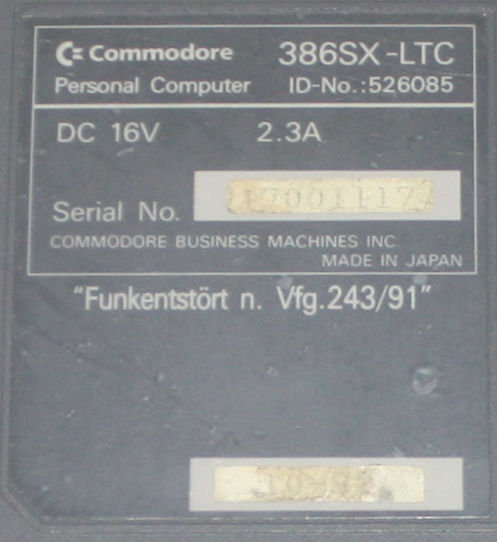 Commodore 386SX-LTC
Personal Computer ID-No.:526085
DC 16V 2.3A
Serial No.
COMMODORE BUSINESS MACHINES INC
MADE IN JAPAN
"Funkentstört n. Vfg.243/91"